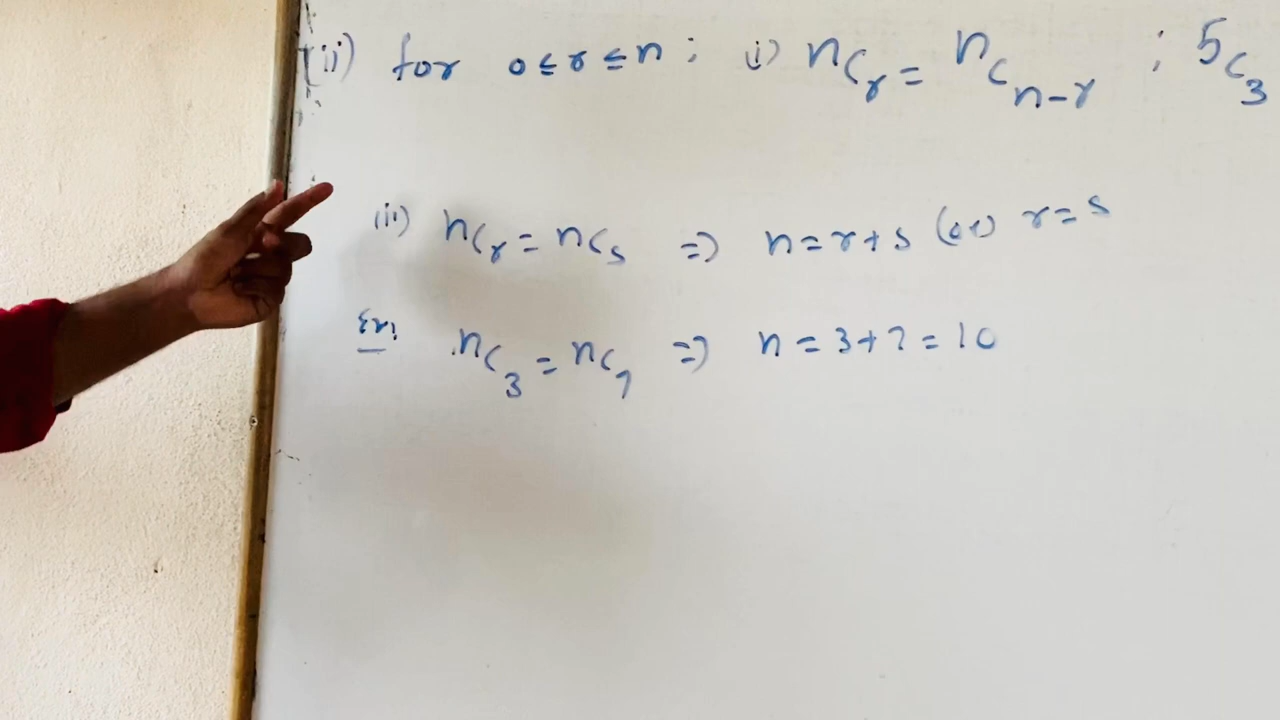 (ii) for 0 ≤ r ≤ n ; i) nCr = nCn-r ; 5C3
(ii) nCr = nCs => n = r + s (or) r = s
Ex: nC3 = nC7 => n = 3 + 7 = 10